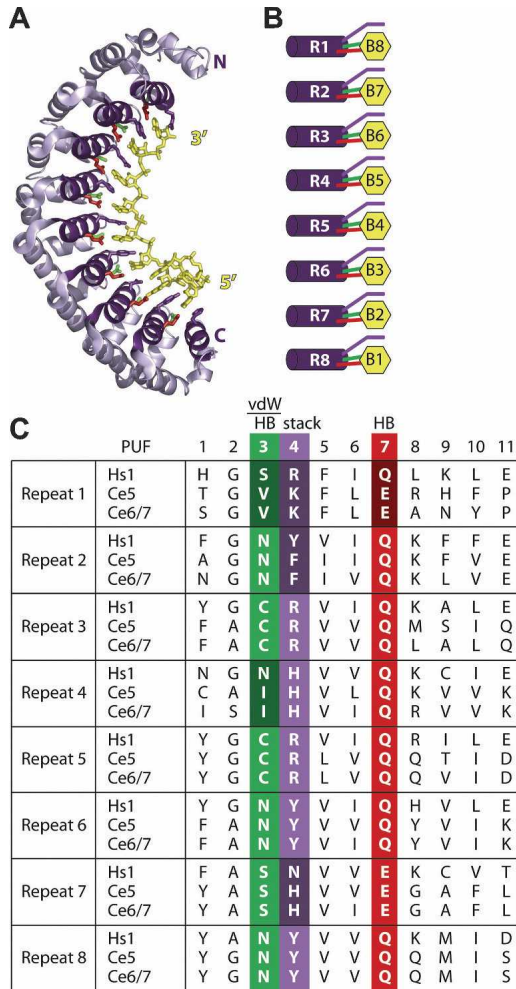 A
B
N
3'
5'
C
R1 B8
R2 B7
R3 B6
R4 B5
R5 B4
R6 B3
R7 B2
R8 B1
C
vdW
HB stack HB
PUF 1 2 3 4 5 6 7 8 9 10 11
Hs1 H G S R F I Q L K L E
Repeat 1 Ce5 T G V K F L E R H F P
Ce6/7 S G V K F L E A N Y P
Hs1 F G N Y V I Q K F F E
Repeat 2 Ce5 A G N F I I Q K F V E
Ce6/7 N G N F I V Q K L V E
Hs1 Y G C R V I Q K A L E
Repeat 3 Ce5 F A C R V V Q M S I Q
Ce6/7 F A C R V V Q L A L Q
Hs1 N G N H V V Q K C I E
Repeat 4 Ce5 C A I H V L Q K V V K
Ce6/7 I S I H V V Q R V V K
Hs1 Y G C R V I Q R I L E
Repeat 5 Ce5 Y G C R L V Q Q T I D
Ce6/7 Y G C R L V Q Q V I D
Hs1 Y G N Y V I Q H V L E
Repeat 6 Ce5 F A N Y V I Q Y V I K
Ce6/7 F A N Y V I Q Y V I K
Hs1 F A S N V V E K C V T
Repeat 7 Ce5 Y A S H V V E G A F L
Ce6/7 Y A S H V I E G A F L
Hs1 Y A N Y V V Q K M I D
Repeat 8 Ce5 Y G N Y V V Q Q M I S
Ce6/7 Y G N Y V V Q Q M I S